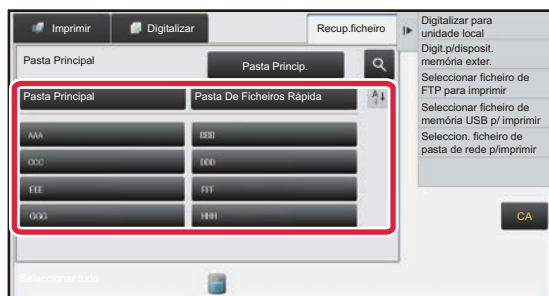 Imprimir
Digitalizar
Recup.ficheiro
Pasta Principal
Pasta Princip.
Pasta Principal
Pasta De Ficheiros Rápida
AAA
BBB
CCC
DDD
EEE
FFF
GGG
HHH
Seleccionar tudo
Digitalizar para
unidade local
Digit.p/disposit.
memória exter.
Seleccionar ficheiro de
FTP para imprimir
Seleccionar ficheiro de
memória USB p/ imprimir
Seleccion. ficheiro de
pasta de rede p/imprimir
CA